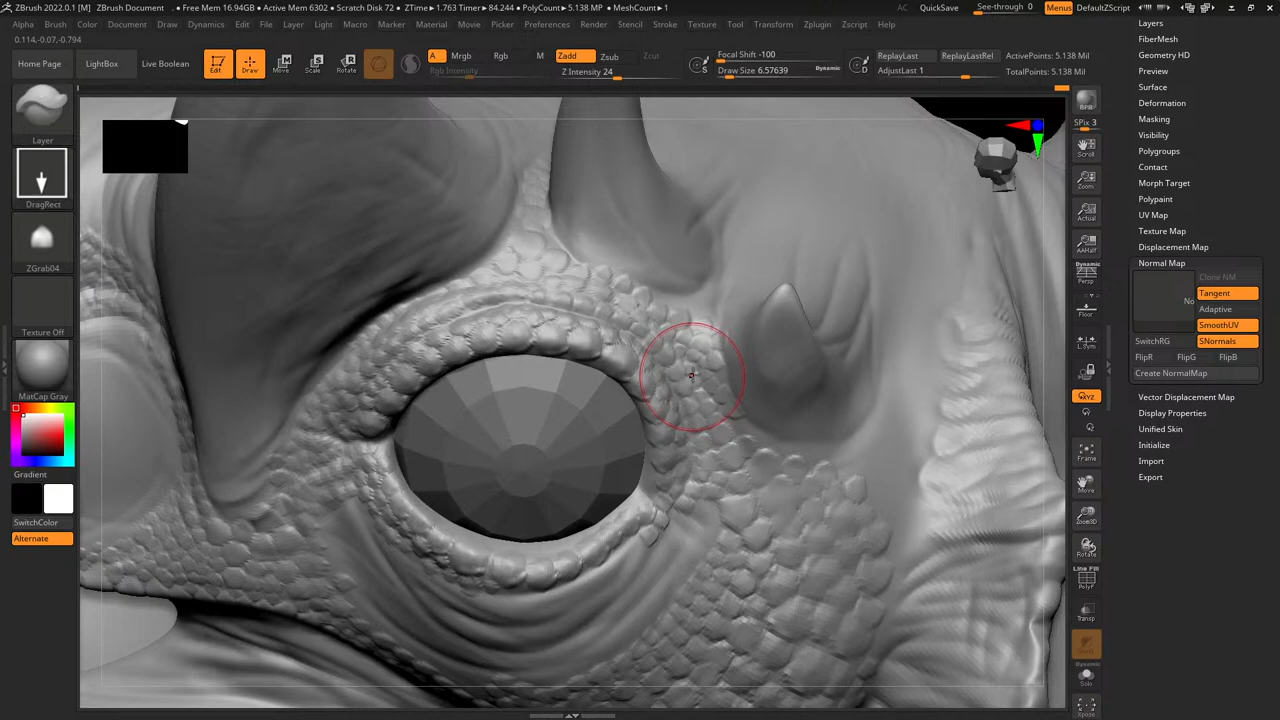 ZBrush 2022.0.1 [M] ZBrush Document . • Free Mem 16.94GB • Active Mem 6302 • Scratch Disk 72 • ZTime▸1.763 Timer▸84.244 • PolyCount▸5.138 MP • MeshCount▸1 AC QuickSave See-through 0 Menus DefaultZScript
Alpha Brush Color Document Draw Dynamics Edit File Layer Light Macro Marker Material Movie Picker Preferences Render Stencil Stroke Texture Tool Transform Zplugin Zscript Help
0.114,-0.07,-0.794
Home Page LightBox Live Boolean Edit Draw Move Scale Rotate A Mrgb Rgb M Zadd Zsub Zcut Focal Shift -100 S D ReplayLast ReplayLastRel ActivePoints: 5.138 Mil
Rgb Intensity Z Intensity 24 Draw Size 6.57639 Dynamic AdjustLast 1 TotalPoints: 5.138 Mil
Layer
DragRect
ZGrab04
Texture Off
MatCap Gray
Gradient
SwitchColor
Alternate
BPR
SPix 3
Scroll
Zoom
Actual
AAHalf
Dynamic
Persp
Floor
L.Sym
xyz
Frame
Move
Zoom3D
Rotate
Line Fill
PolyF
Transp
Dynamic
Solo
Xpose
Layers
FiberMesh
Geometry HD
Preview
Surface
Deformation
Masking
Visibility
Polygroups
Contact
Morph Target
Polypaint
UV Map
Texture Map
Displacement Map
Normal Map
Clone NM
No Tangent
Adaptive
SmoothUV
SwitchRG SNormals
FlipR FlipG FlipB
Create NormalMap
Vector Displacement Map
Display Properties
Unified Skin
Initialize
Import
Export